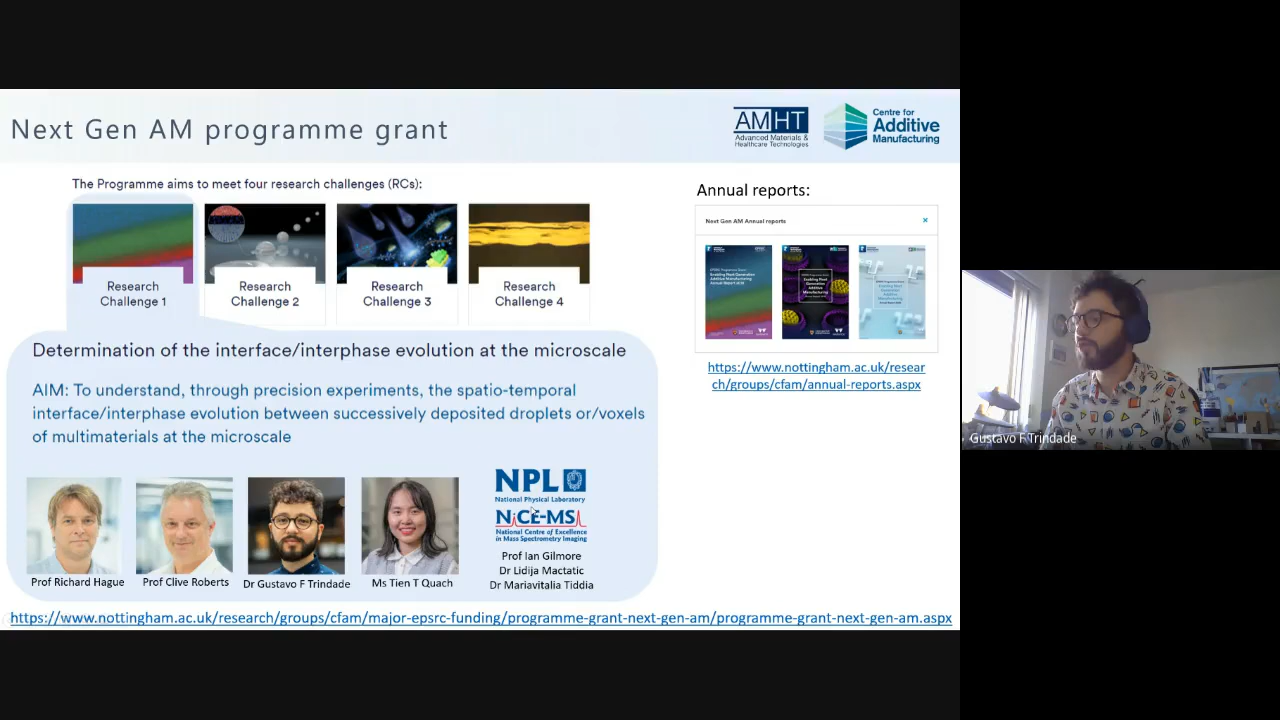 Next Gen AM programme grant
AMHT
Advanced Materials &
Healthcare Technologies
Centre for
Additive
Manufacturing
The Programme aims to meet four research challenges (RCs):
Research
Challenge 1
Research
Challenge 2
Research
Challenge 3
Research
Challenge 4
Determination of the interface/interphase evolution at the microscale
AIM: To understand, through precision experiments, the spatio-temporal
interface/interphase evolution between successively deposited droplets or/voxels
of multimaterials at the microscale
Prof Richard Hague
Prof Clive Roberts
Dr Gustavo F Trindade
Ms Tien T Quach
NPL
National Physical Laboratory
NiCE-MSI
National Centre of Excellence
in Mass Spectrometry Imaging
Prof Ian Gilmore
Dr Lidija Mactatic
Dr Mariavitalia Tiddia
Annual reports:
Next Gen AM Annual reports
https://www.nottingham.ac.uk/resear
ch/groups/cfam/annual-reports.aspx
https://www.nottingham.ac.uk/research/groups/cfam/major-epsrc-funding/programme-grant-next-gen-am/programme-grant-next-gen-am.aspx
Gustavo F Trindade